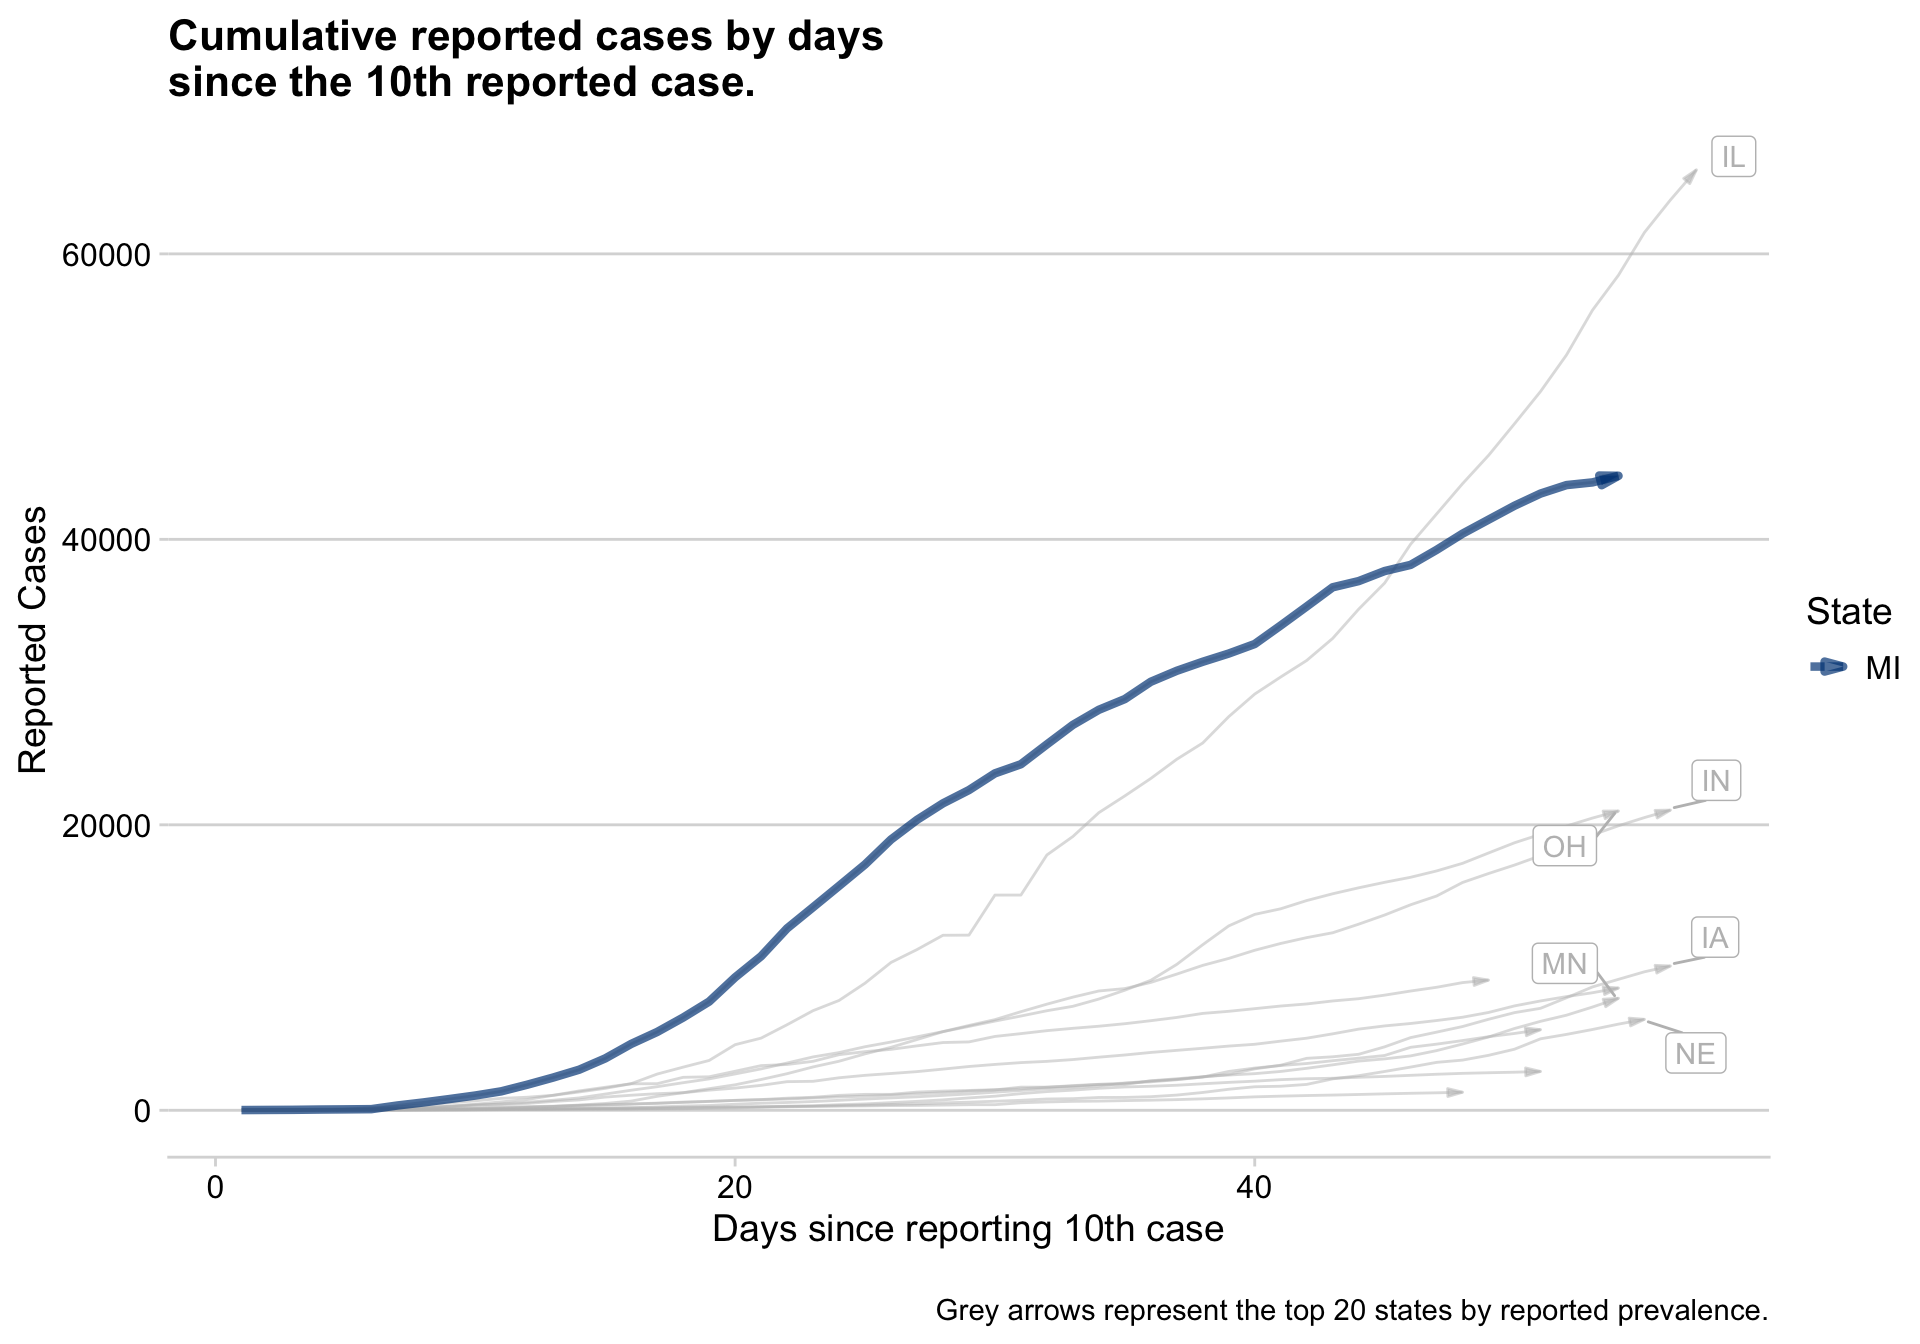 Cumulative reported cases by days
since the 10th reported case.
IL
60000
40000
Reported Cases
State
MI
IN
20000
OH
IA
MN
NE
0
0 20 40
Days since reporting 10th case
Grey arrows represent the top 20 states by reported prevalence.